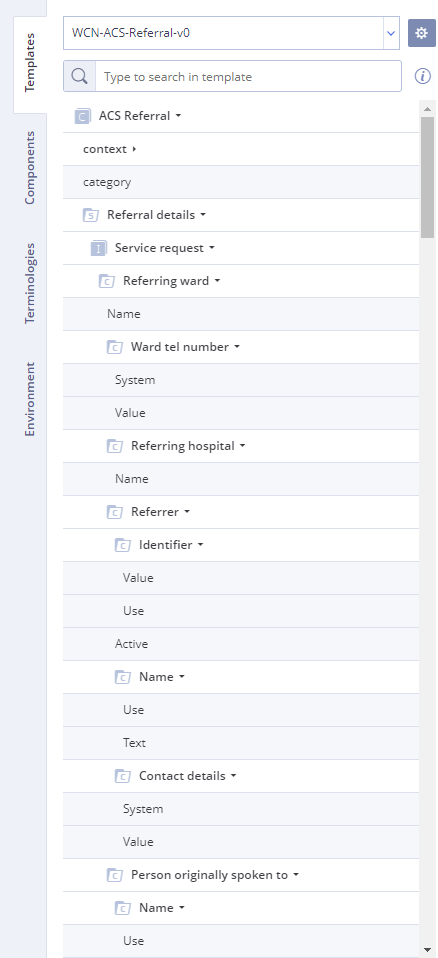 WCN-ACS-Referral-v0
Type to search in template
Templates
Components
Terminologies
Environment
C ACS Referral
context
category
S Referral details
I Service request
C Referring ward
Name
C Ward tel number
System
Value
C Referring hospital
Name
C Referrer
C Identifier
Value
Use
Active
C Name
Use
Text
C Contact details
System
Value
C Person originally spoken to
C Name
Use